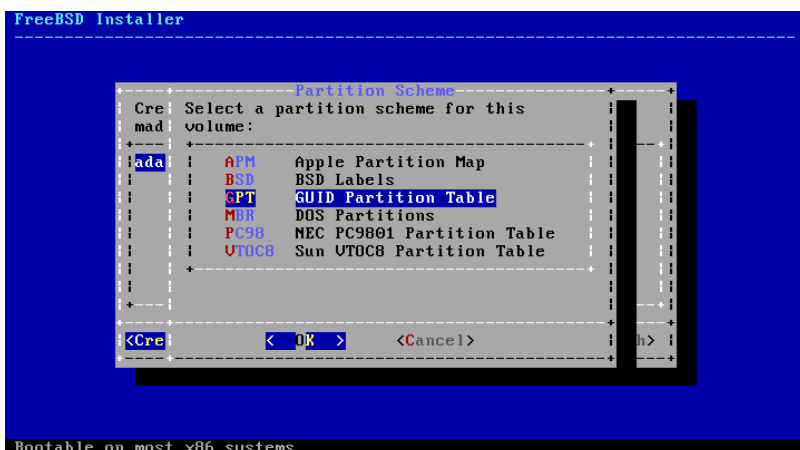 FreeBSD Installer
Partition Scheme
Cre Select a partition scheme for this
mad volume:
ada APM Apple Partition Map
BSD BSD Labels
GPT GUID Partition Table
MBR DOS Partitions
PC98 NEC PC9801 Partition Table
VTOC8 Sun VTOC8 Partition Table
<Cre < OK > <Cancel> h>
Bootable on most x86 systems